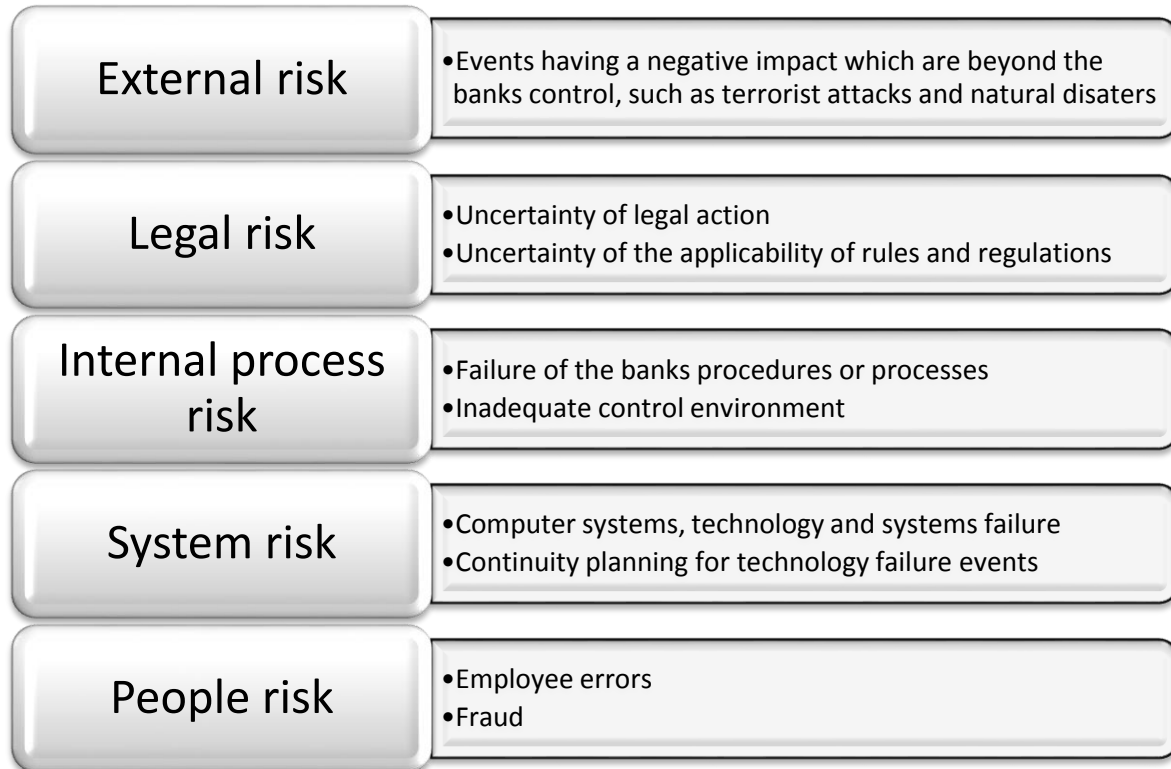 External risk
•Events having a negative impact which are beyond the
banks control, such as terrorist attacks and natural disaters
Legal risk
•Uncertainty of legal action
•Uncertainty of the applicability of rules and regulations
Internal process
risk
•Failure of the banks procedures or processes
•Inadequate control environment
System risk
•Computer systems, technology and systems failure
•Continuity planning for technology failure events
People risk
•Employee errors
•Fraud